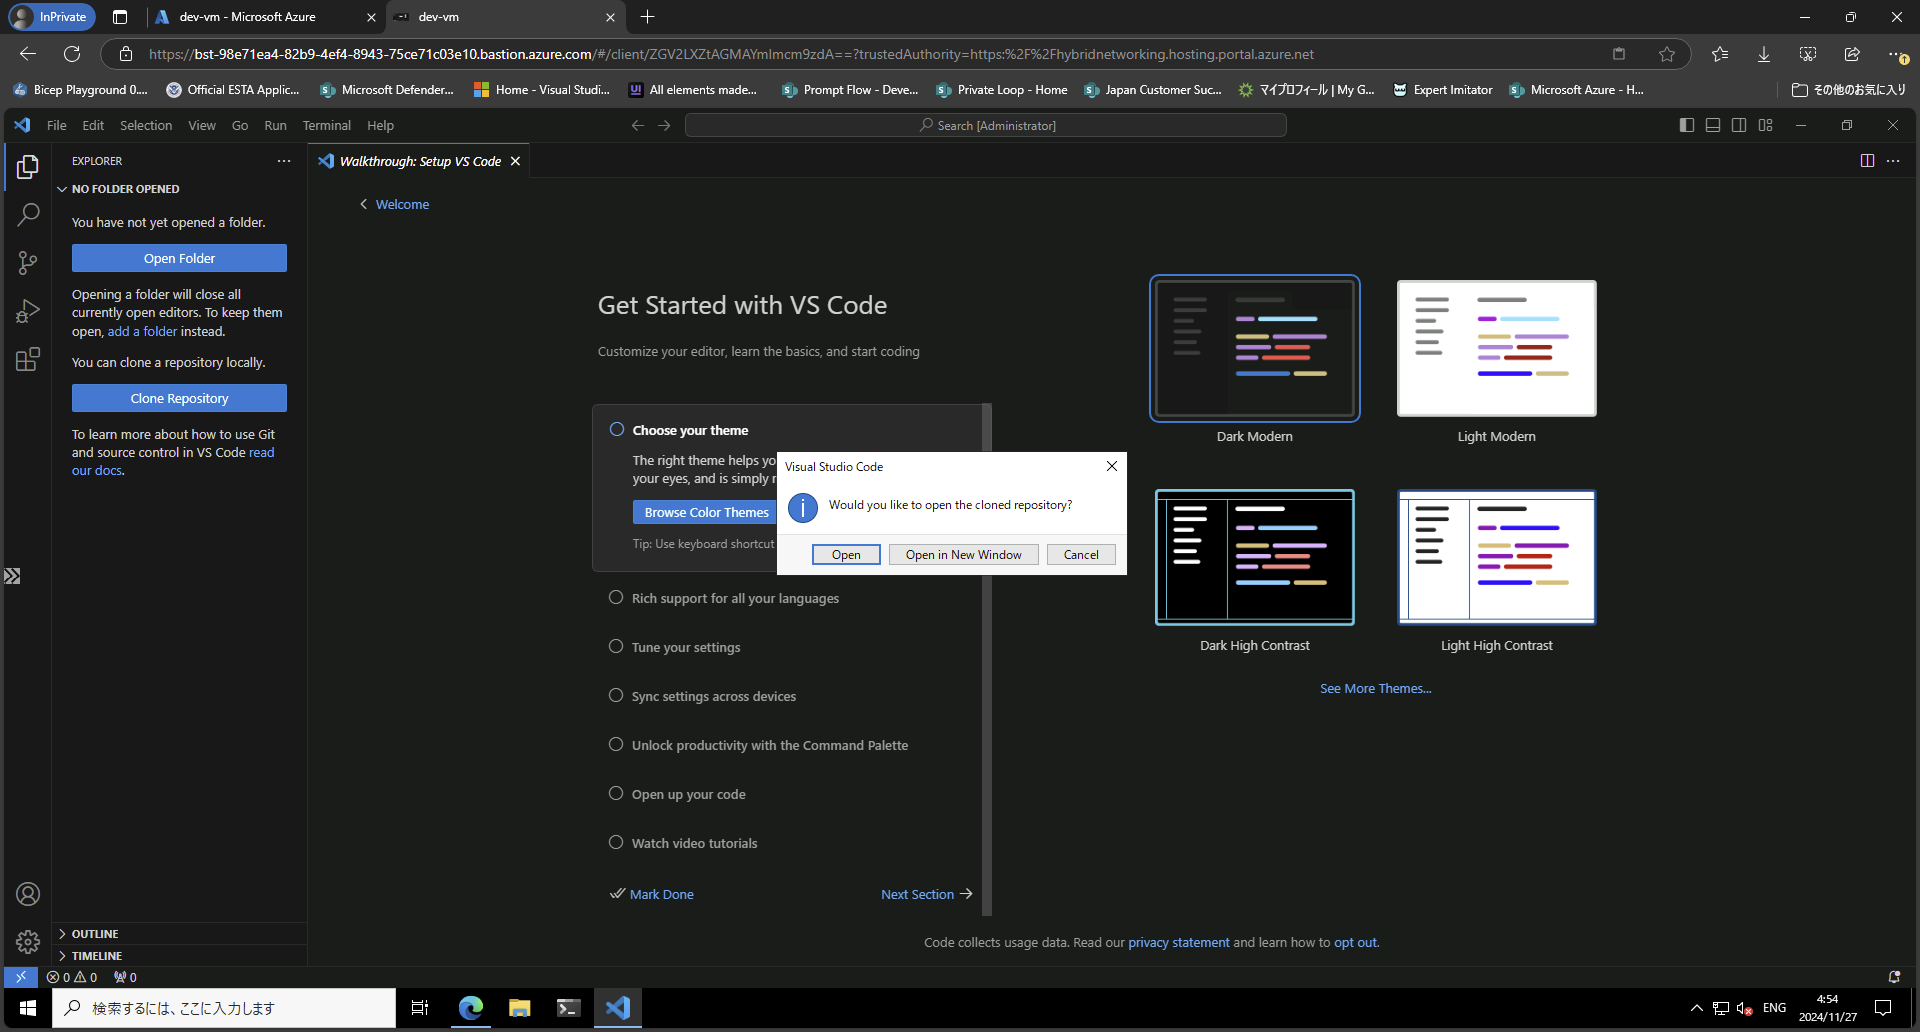 InPrivate
dev-vm - Microsoft Azure
dev-vm
https://bst-98e71ea4-82b9-4ef4-8943-75ce71c03e10.bastion.azure.com/#/client/ZGV2LXZtAGMAYmlmcm9zdA==?trustedAuthority=https:%2F%2Fhybridnetworking.hosting.portal.azure.net
Bicep Playground 0....
Official ESTA Applic...
Microsoft Defender...
Home - Visual Studi...
All elements made...
Prompt Flow - Deve...
Private Loop - Home
Japan Customer Suc...
マイプロフィール | My G...
Expert Imitator
Microsoft Azure - H...
その他のお気に入り
File Edit Selection View Go Run Terminal Help
Search [Administrator]
EXPLORER
Walkthrough: Setup VS Code
NO FOLDER OPENED
You have not yet opened a folder.
Open Folder
Opening a folder will close all
currently open editors. To keep them
open, add a folder instead.
You can clone a repository locally.
Clone Repository
To learn more about how to use Git
and source control in VS Code read
our docs.
Welcome
Get Started with VS Code
Customize your editor, learn the basics, and start coding
Choose your theme
The right theme helps yo
your eyes, and is simply
Browse Color Themes
Tip: Use keyboard shortcut
Visual Studio Code
Would you like to open the cloned repository?
Open
Open in New Window
Cancel
Rich support for all your languages
Tune your settings
Sync settings across devices
Unlock productivity with the Command Palette
Open up your code
Watch video tutorials
Mark Done
Next Section
Dark Modern
Light Modern
Dark High Contrast
Light High Contrast
See More Themes...
Code collects usage data. Read our privacy statement and learn how to opt out.
OUTLINE
TIMELINE
0 0 0
検索するには、ここに入力します
ENG
4:54
2024/11/27